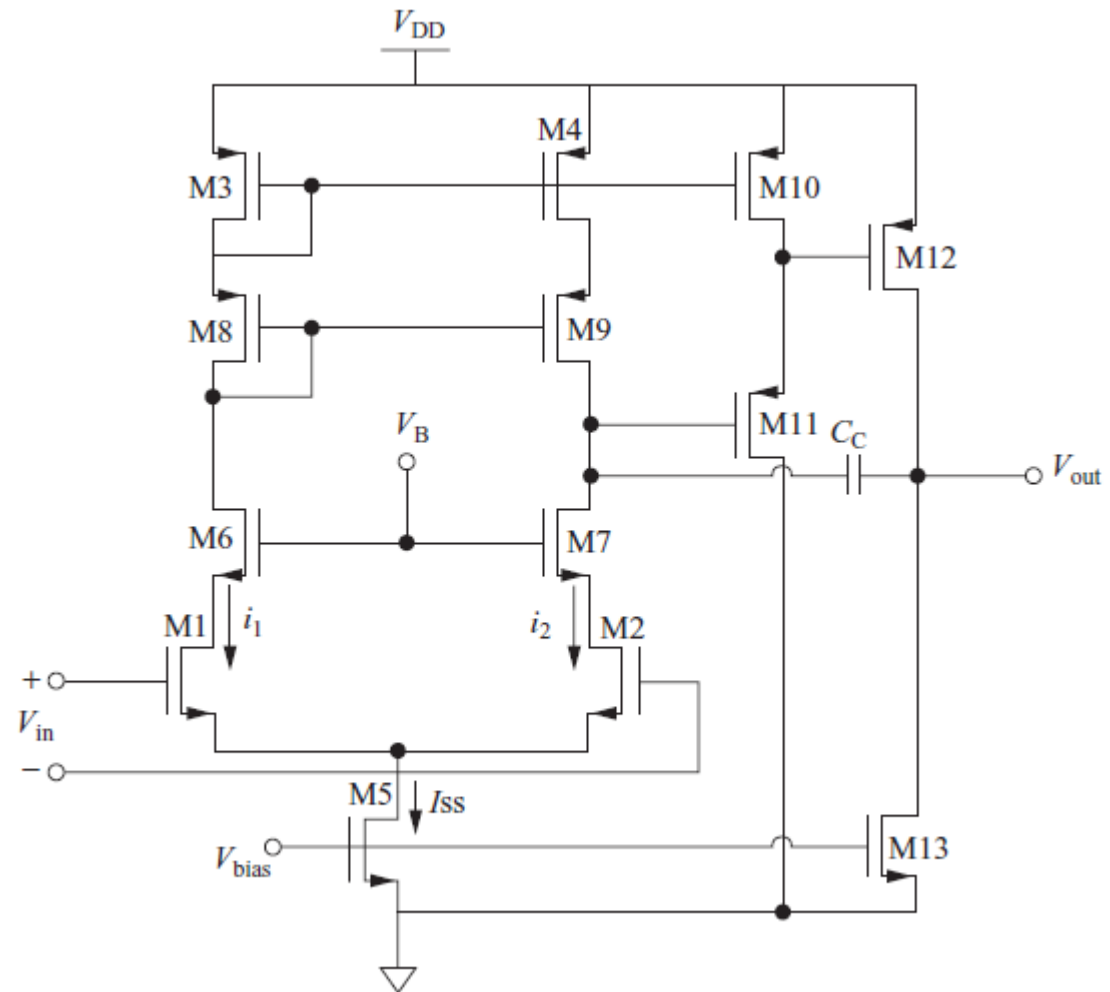 V_DD
M4
M3
M10
M12
M8
M9
V_B
M11
C_C
V_out
M6
M7
i_1
i_2
M1
M2
+
V_in
−
M5
I_SS
V_bias
M13